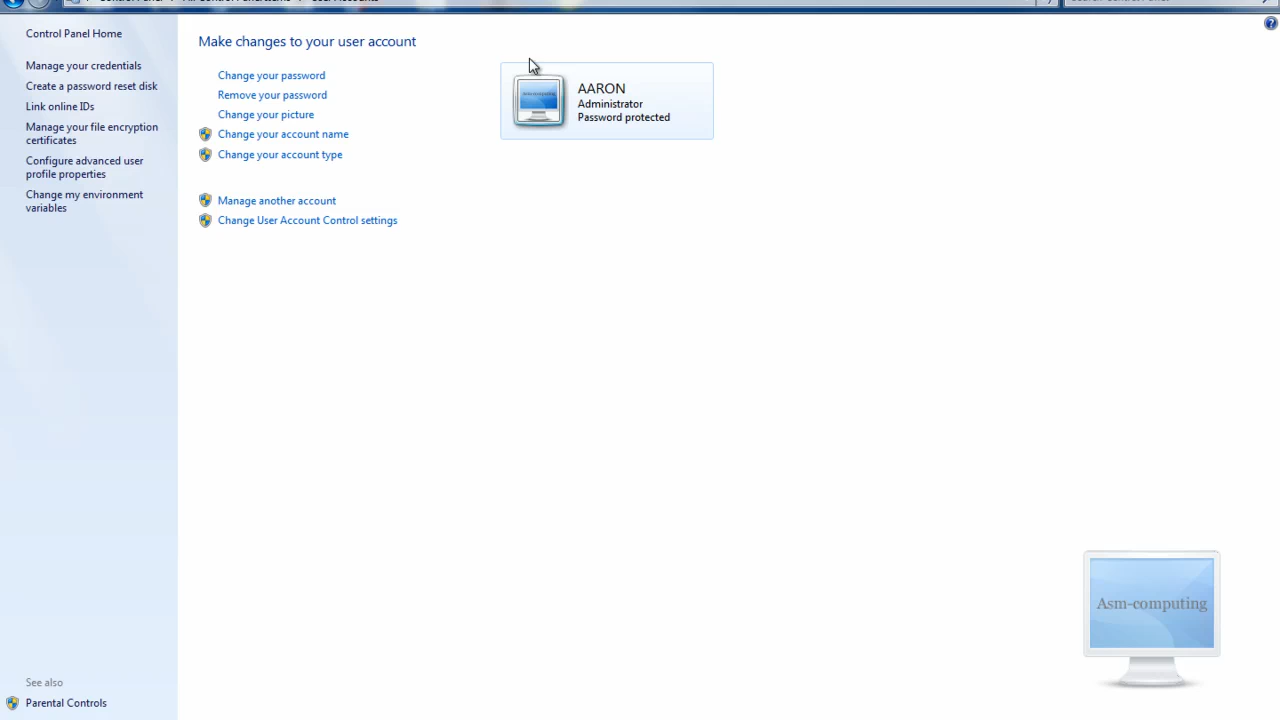 Control Panel Home
Manage your credentials
Create a password reset disk
Link online IDs
Manage your file encryption
certificates
Configure advanced user
profile properties
Change my environment
variables
See also
Parental Controls
Make changes to your user account
Change your password
Remove your password
Change your picture
Change your account name
Change your account type
Manage another account
Change User Account Control settings
AARON
Administrator
Password protected
Asm-computing